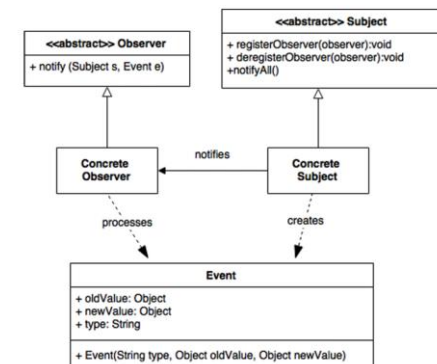 <<abstract>> Subject
+ registerObserver(observer):void
+ deregisterObserver(observer):void
+notifyAll()
<<abstract>> Observer
+ notify (Subject s, Event e)
notifies
Concrete
Observer
Concrete
Subject
processes
creates
Event
+ oldValue: Object
+ newValue: Object
+ type: String
+ Event(String type, Object oldValue, Object newValue)